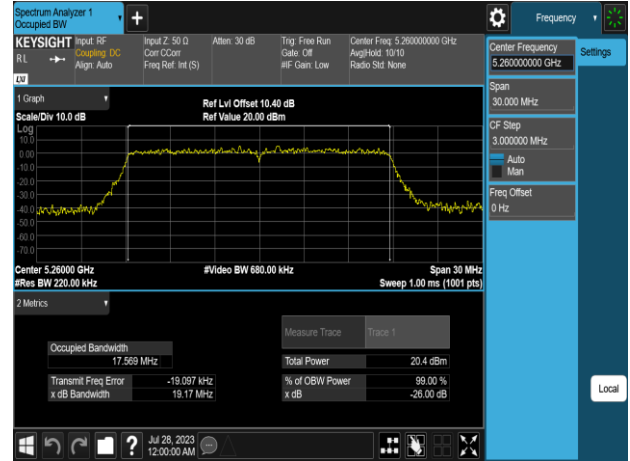 Spectrum Analyzer 1
Occupied BW
+
Frequency
KEYSIGHT
RL
LXI
Input: RF
Coupling: DC
Align: Auto
Input Z: 50 Ω
Corr CCorr
Freq Ref: Int (S)
Atten: 30 dB
Trig: Free Run
Gate: Off
#IF Gain: Low
Center Freq: 5.260000000 GHz
Avg|Hold: 10/10
Radio Std: None
Center Frequency
5.260000000 GHz
Settings
Span
30.000 MHz
CF Step
3.000000 MHz
Auto
Man
Freq Offset
0 Hz
Local
1 Graph
Scale/Div 10.0 dB
Ref Lvl Offset 10.40 dB
Ref Value 20.00 dBm
Log
10.0
0.00
-10.0
-20.0
-30.0
-40.0
-50.0
-60.0
-70.0
Center 5.26000 GHz
#Video BW 680.00 kHz
Span 30 MHz
#Res BW 220.00 kHz
Sweep 1.00 ms (1001 pts)
2 Metrics
Measure Trace
Trace 1
Occupied Bandwidth
17.569 MHz
Total Power
20.4 dBm
Transmit Freq Error
-19.097 kHz
% of OBW Power
99.00 %
x dB Bandwidth
19.17 MHz
x dB
-26.00 dB
?
Jul 28, 2023
12:00:00 AM